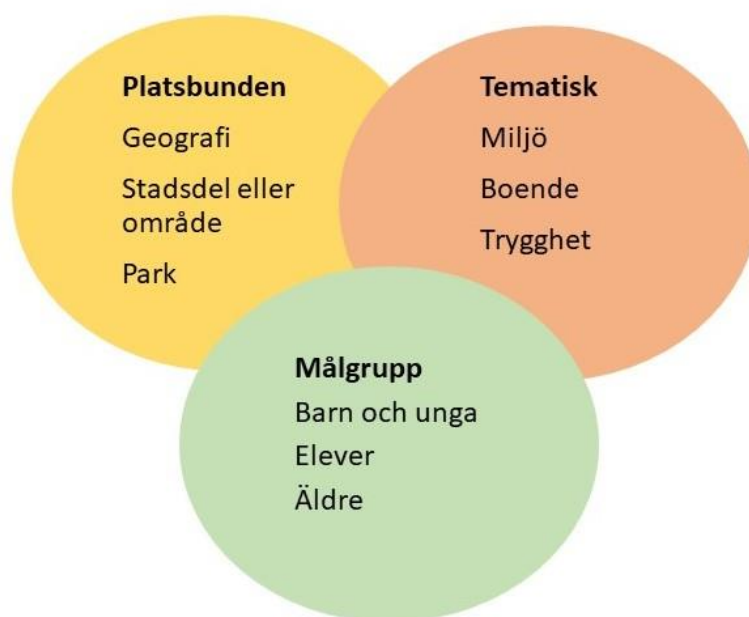 Platsbunden
Geografi
Stadsdel eller
område
Park
Tematisk
Miljö
Boende
Trygghet
Målgrupp
Barn och unga
Elever
Äldre